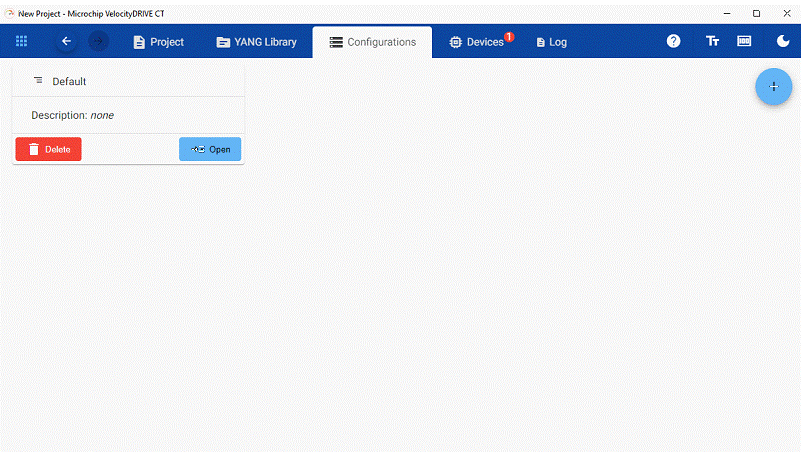 New Project - Microchip VelocityDRIVE CT
Project YANG Library Configurations Devices 1 Log
Default
Description: none
Delete Open